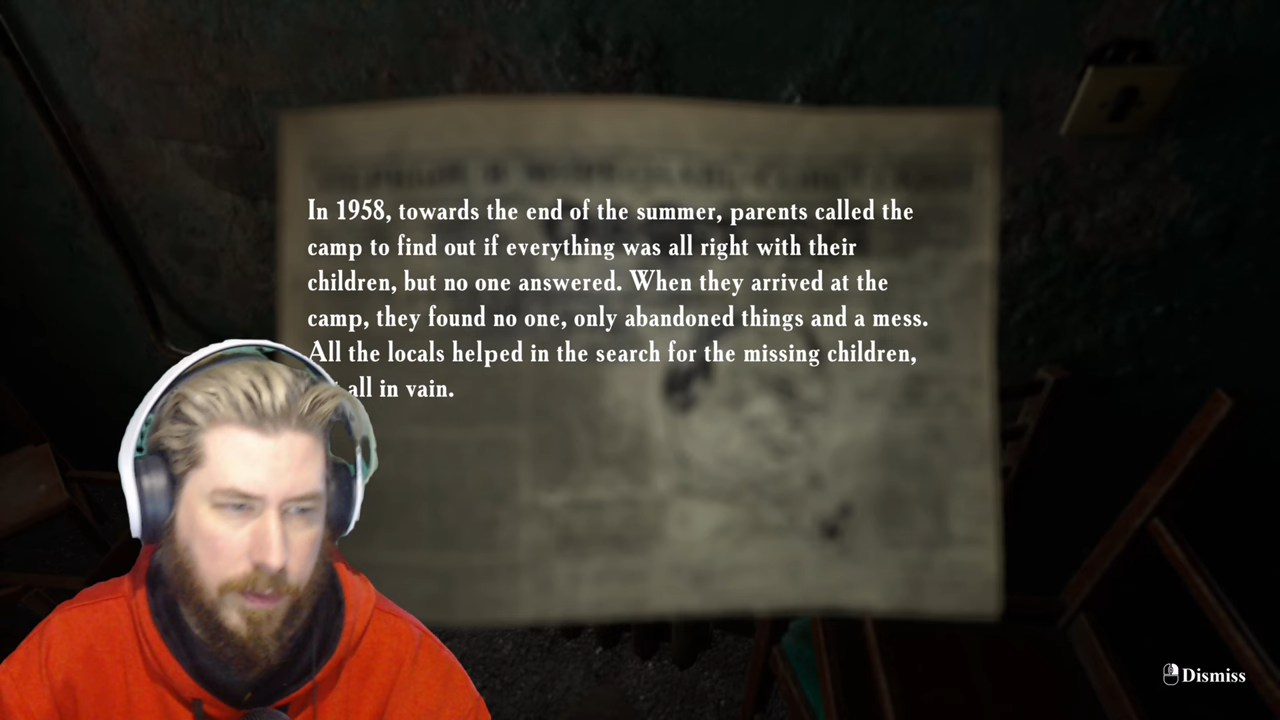 In 1958, towards the end of the summer, parents called the
camp to find out if everything was all right with their
children, but no one answered. When they arrived at the
camp, they found no one, only abandoned things and a mess.
All the locals helped in the search for the missing children,
all in vain.
Dismiss